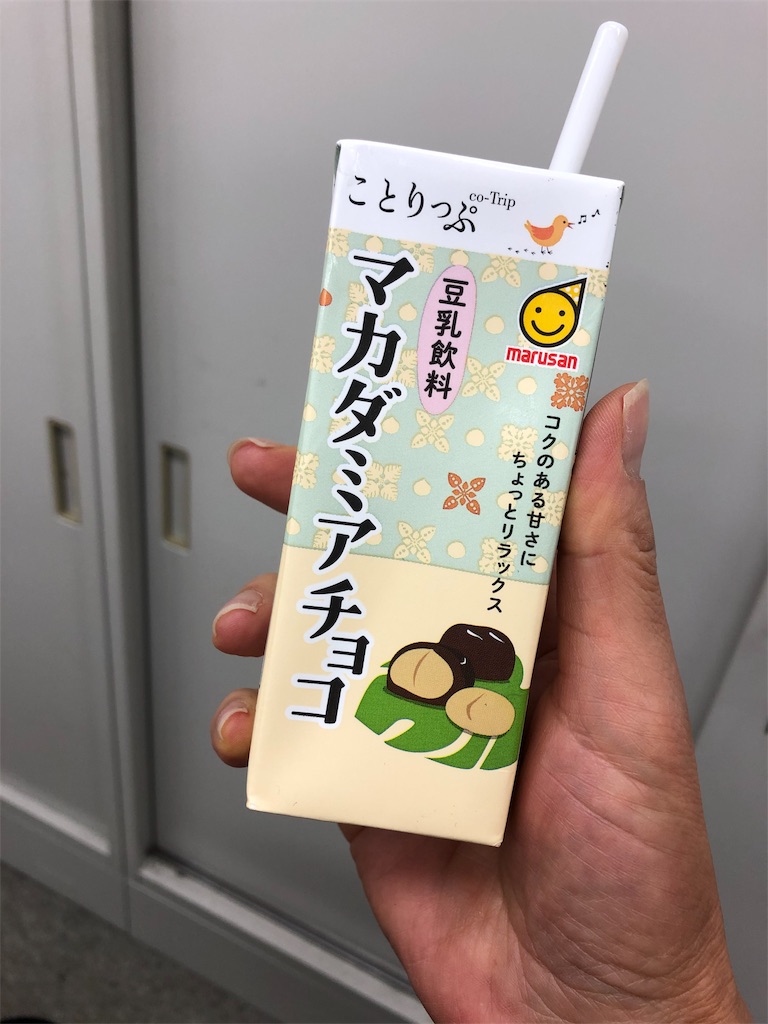 ことりっぷ
co-Trip
マカダミアチョコ
豆乳飲料
marusan
コクのある甘さに
ちょっとリラックス